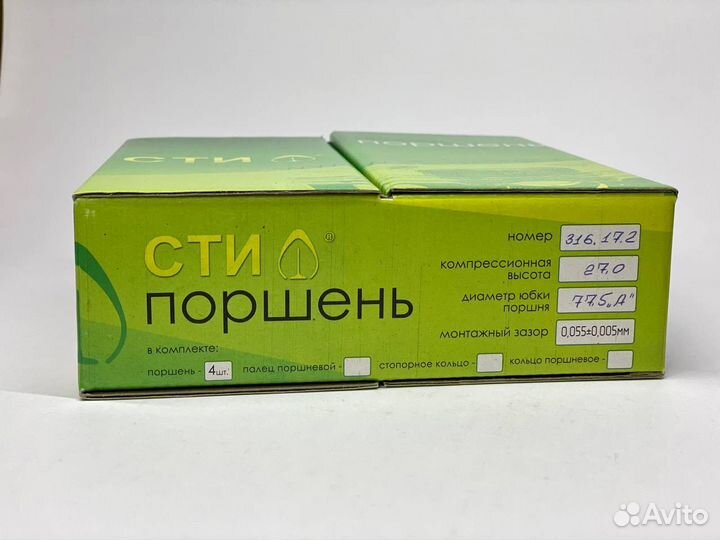 СТИ
поршень
СТИ ®
поршень
в комплекте:
поршень - 4шт. палец поршневой - стопорное кольцо - кольцо поршневое -
номер 316.17.2
компрессионная
высота 27.0
диаметр юбки
поршня 77.5 „А"
монтажный зазор 0,055±0,005мм
Avito